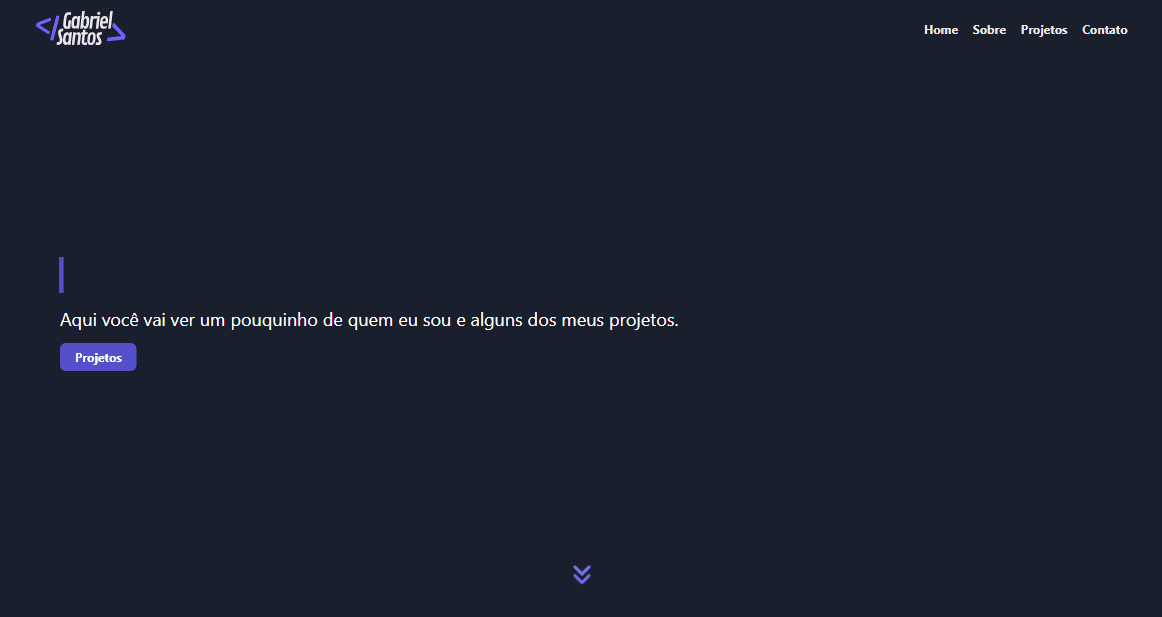 </Gabriel
Santos>
Home Sobre Projetos Contato
Aqui você vai ver um pouquinho de quem eu sou e alguns dos meus projetos.
Projetos